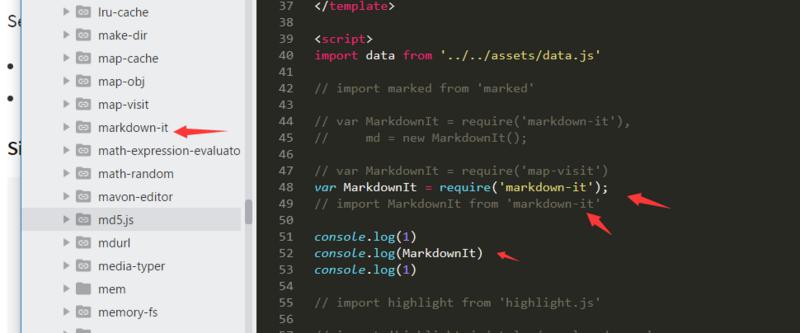 Se
Si
lru-cache
make-dir
map-cache
map-obj
map-visit
markdown-it
math-expression-evaluato
math-random
mavon-editor
md5.js
mdurl
media-typer
mem
memory-fs
37 </template>
38
39 <script>
40 import data from '../../assets/data.js'
41
42 // import marked from 'marked'
43
44 // var MarkdownIt = require('markdown-it'),
45 //     md = new MarkdownIt();
46
47 // var MarkdownIt = require('map-visit')
48 var MarkdownIt = require('markdown-it');
49 // import MarkdownIt from 'markdown-it'
50
51 console.log(1)
52 console.log(MarkdownIt)
53 console.log(1)
54
55 // import highlight from 'highlight.js'
56